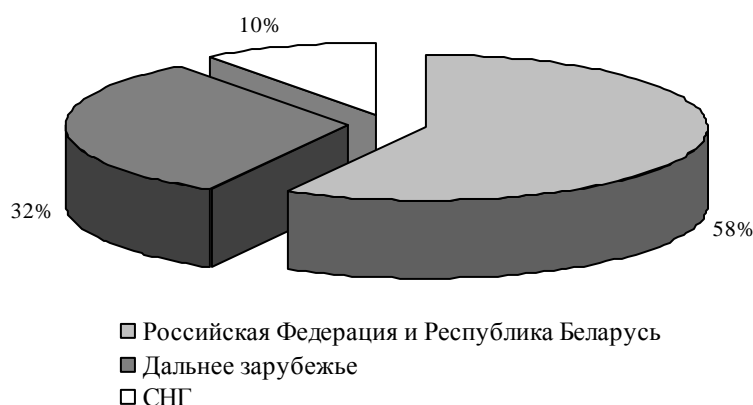 10%
32%
58%
Российская Федерация и Республика Беларусь
Дальнее зарубежье
СНГ